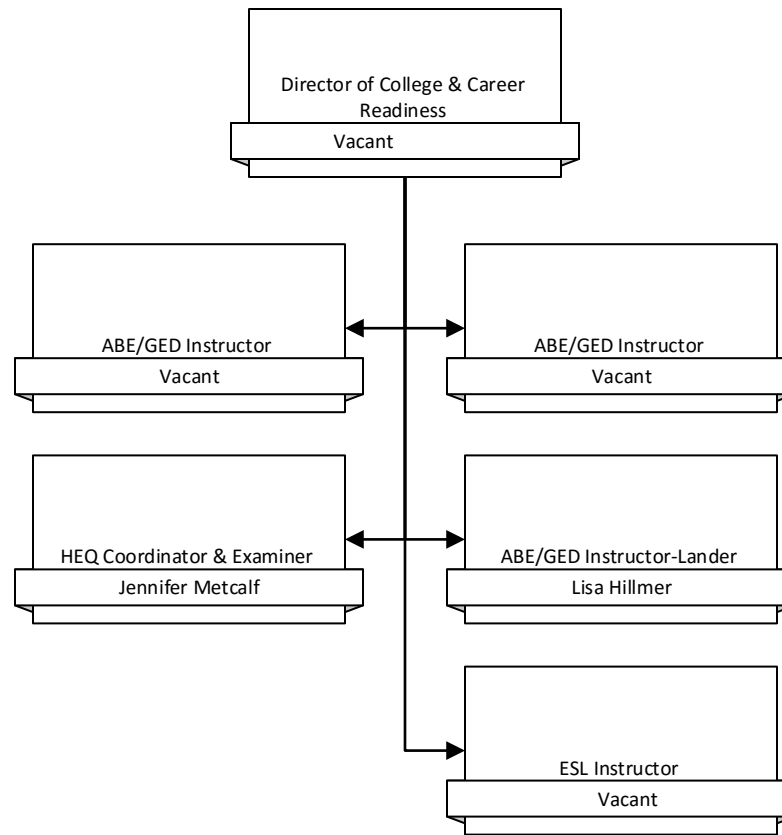 Director of College & Career
Readiness
Vacant
ABE/GED Instructor
Vacant
ABE/GED Instructor
Vacant
HEQ Coordinator & Examiner
Jennifer Metcalf
ABE/GED Instructor-Lander
Lisa Hillmer
ESL Instructor
Vacant